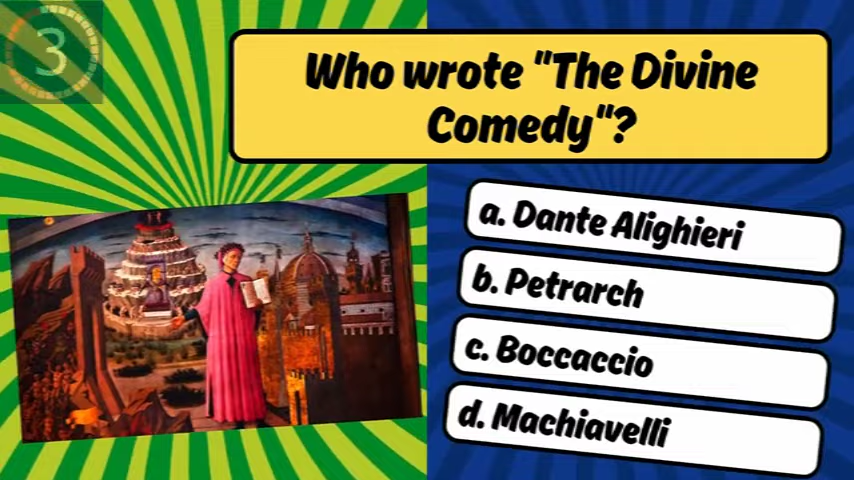 3
Who wrote "The Divine
Comedy"?
a. Dante Alighieri
b. Petrarch
c. Boccaccio
d. Machiavelli